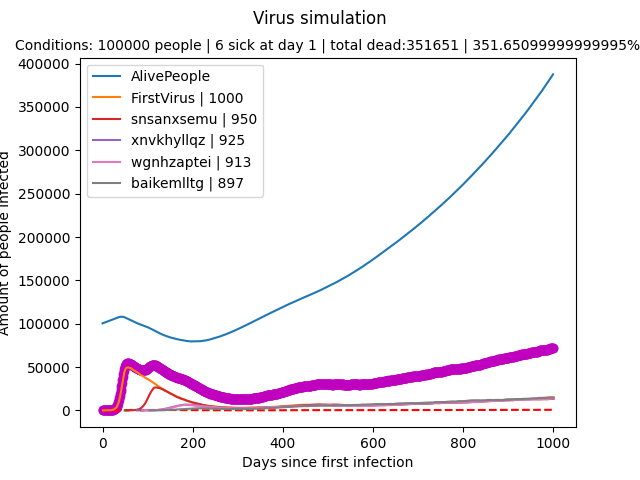 Virus simulation
Conditions: 100000 people | 6 sick at day 1 | total dead:351651 | 351.65099999999995%
400000
350000
300000
250000
200000
150000
100000
50000
0
Amount of people infected
AlivePeople
FirstVirus | 1000
snsanxsemu | 950
xnvkhyllqz | 925
wgnhzaptei | 913
baikemlltg | 897
0 200 400 600 800 1000
Days since first infection